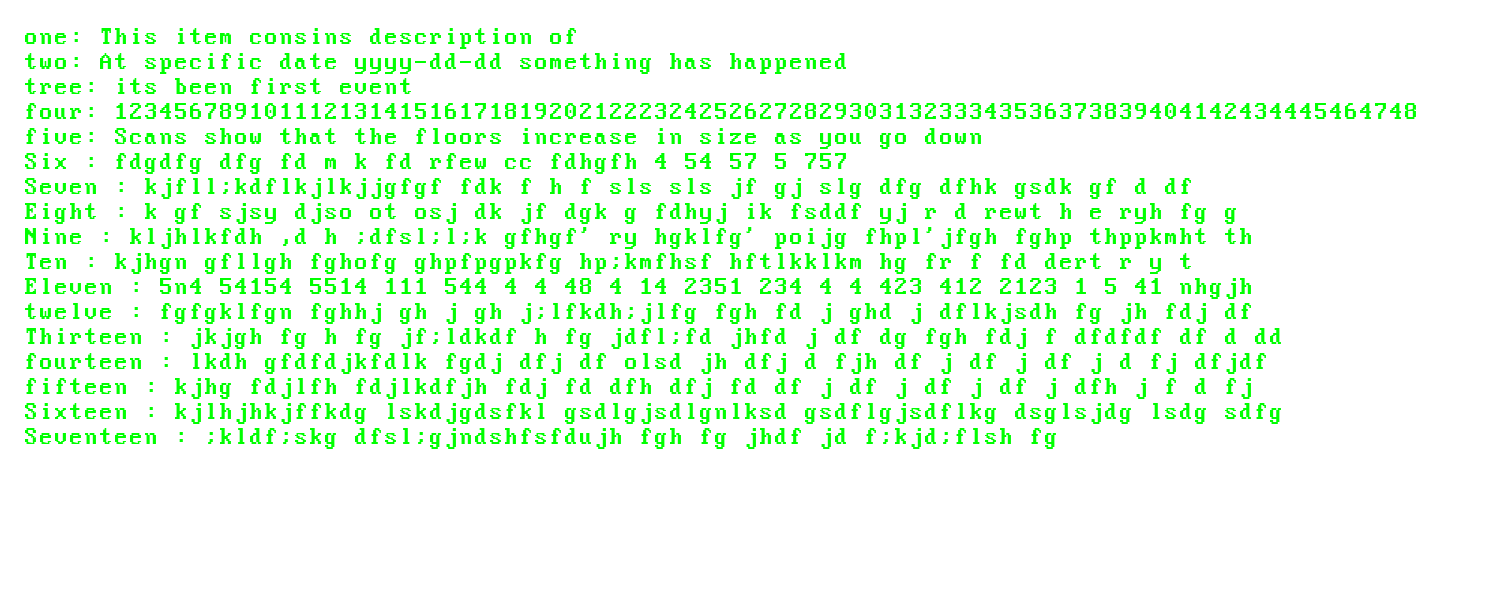 one: This item consins description of
two: At specific date yyyy-dd-dd something has happened
tree: its been first event
four: 123456789101112131415161718192021222324252627282930313233343536373839404142434445464748
five: Scans show that the floors increase in size as you go down
Six : fdgdfg dfg fd m k fd rfew cc fdhgfh 4 54 57 5 757
Seven : kjfll;kdflkjlkjjgfgf fdk f h f sls sls jf gj slg dfg dfhk gsdk gf d df
Eight : k gf sjsy djso ot osj dk jf dgk g fdhyj ik fsddf yj r d rewt h e ryh fg g
Nine : kljhlkfdh ,d h ;dfsl;l;k gfhgf' ry hgklfg' poijg fhpl'jfgh fghp thppkmht th
Ten : kjhgn gfllgh fghofg ghpfpgpkfg hp;kmfhsf hftlkklkm hg fr f fd dert r y t
Eleven : 5n4 54154 5514 111 544 4 4 48 4 14 2351 234 4 4 423 412 2123 1 5 41 nhgjh
twelve : fgfgklfgn fghhj gh j gh j;lfkdh;jlfg fgh fd j ghd j dflkjsdh fg jh fdj df
Thirteen : jkjgh fg h fg jf;ldkdf h fg jdfl;fd jhfd j df dg fgh fdj f dfdfdf df d dd
fourteen : lkdh gfdfdjkfdlk fgdj dfj df olsd jh dfj d fjh df j df j df j d fj dfjdf
fifteen : kjhg fdjlfh fdjlkdfjh fdj fd dfh dfj fd df j df j df j df j dfh j f d fj
Sixteen : kjlhjhkjffkdg lskdjgdsfkl gsdlgjsdlgnlksd gsdflgjsdflkg dsglsjdg lsdg sdfg
Seventeen : ;kldf;skg dfsl;gjndshfsfdujh fgh fg jhdf jd f;kjd;flsh fg